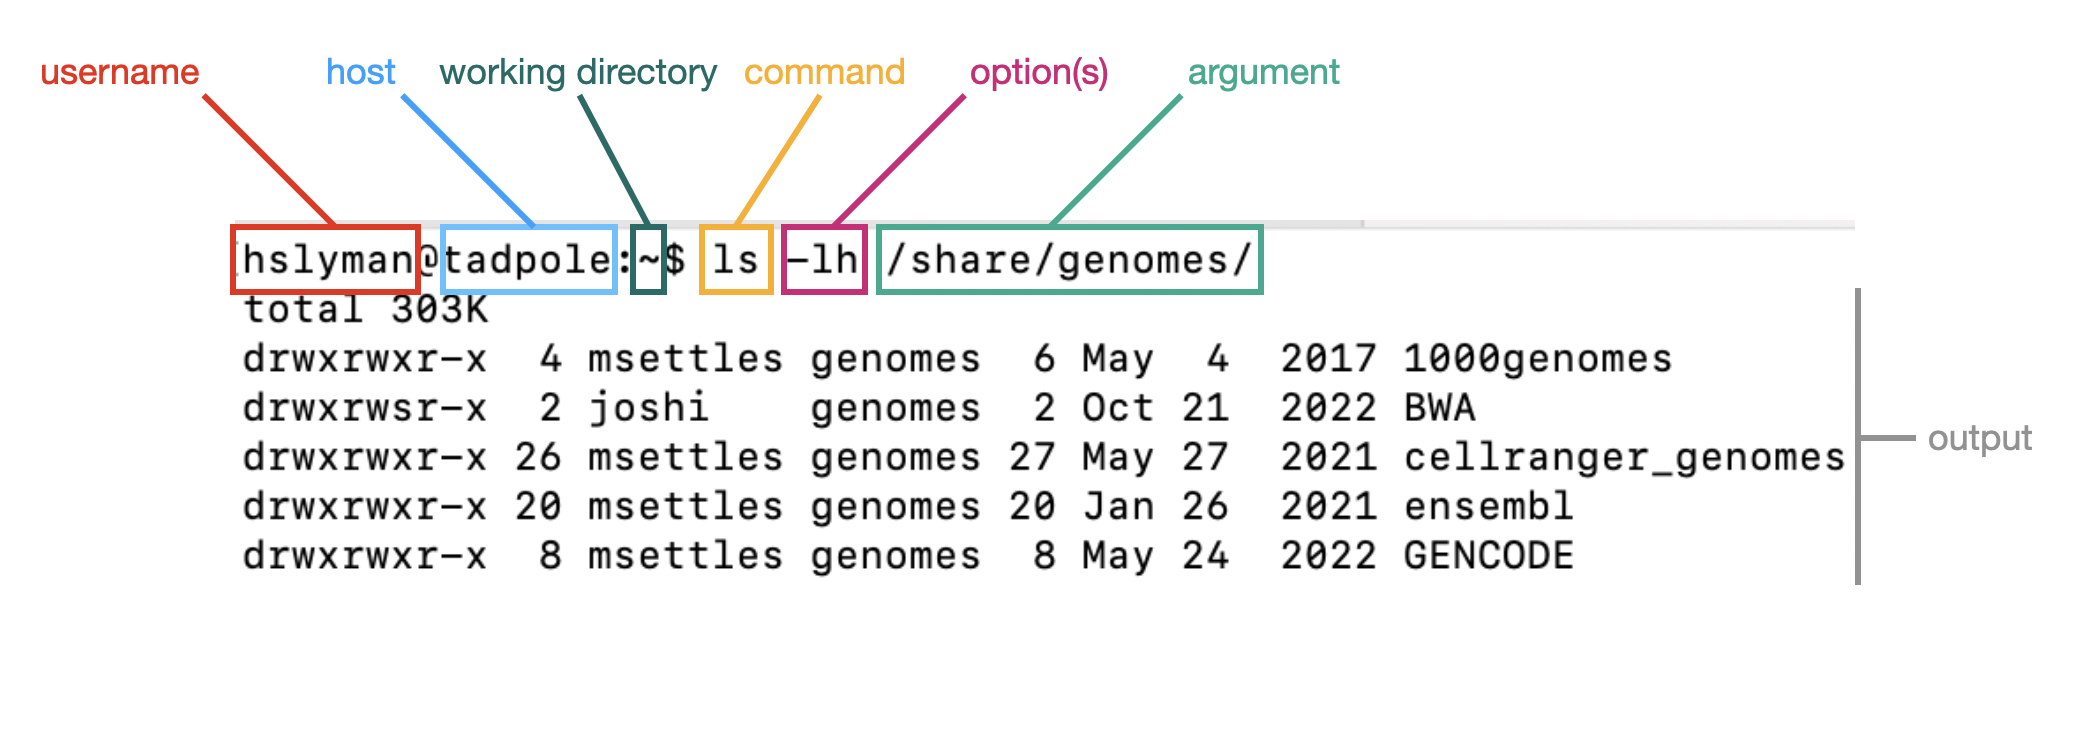 username host working directory command option(s) argument
hslyman@tadpole:~$ ls -lh /share/genomes/
total 303K
drwxrwxr-x  4 msettles genomes  6 May  4  2017 1000genomes
drwxrwsr-x  2 joshi    genomes  2 Oct 21  2022 BWA
drwxrwxr-x 26 msettles genomes 27 May 27  2021 cellranger_genomes
drwxrwxr-x 20 msettles genomes 20 Jan 26  2021 ensembl
drwxrwxr-x  8 msettles genomes  8 May 24  2022 GENCODE
output